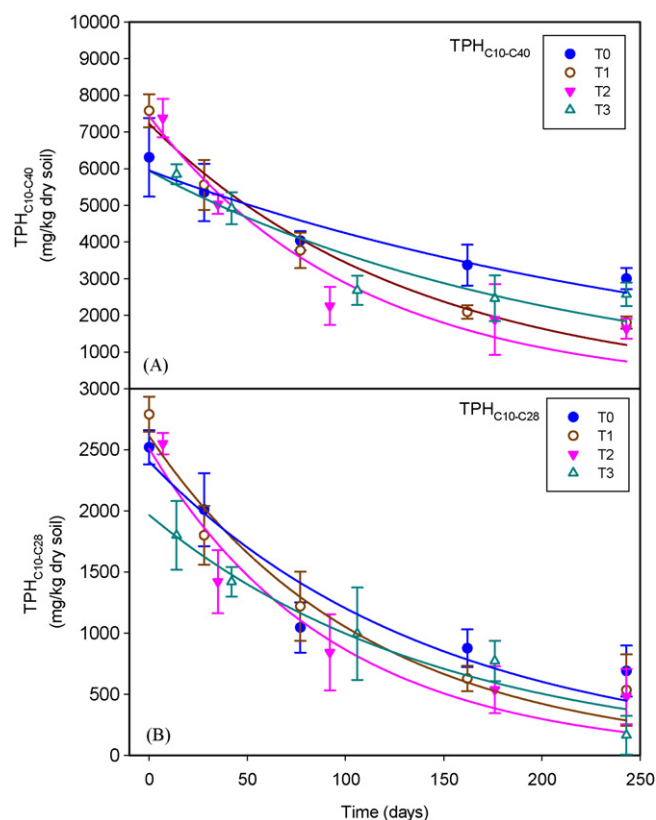 10000
9000
8000
7000
6000
5000
4000
3000
2000
1000
TPHC10-C40
(mg/kg dry soil)
TPHC10-C40
T0
T1
T2
T3
(A)
3000
2500
2000
1500
1000
500
0
TPHC10-C28
(mg/kg dry soil)
TPHC10-C28
T0
T1
T2
T3
(B)
0 50 100 150 200 250
Time (days)